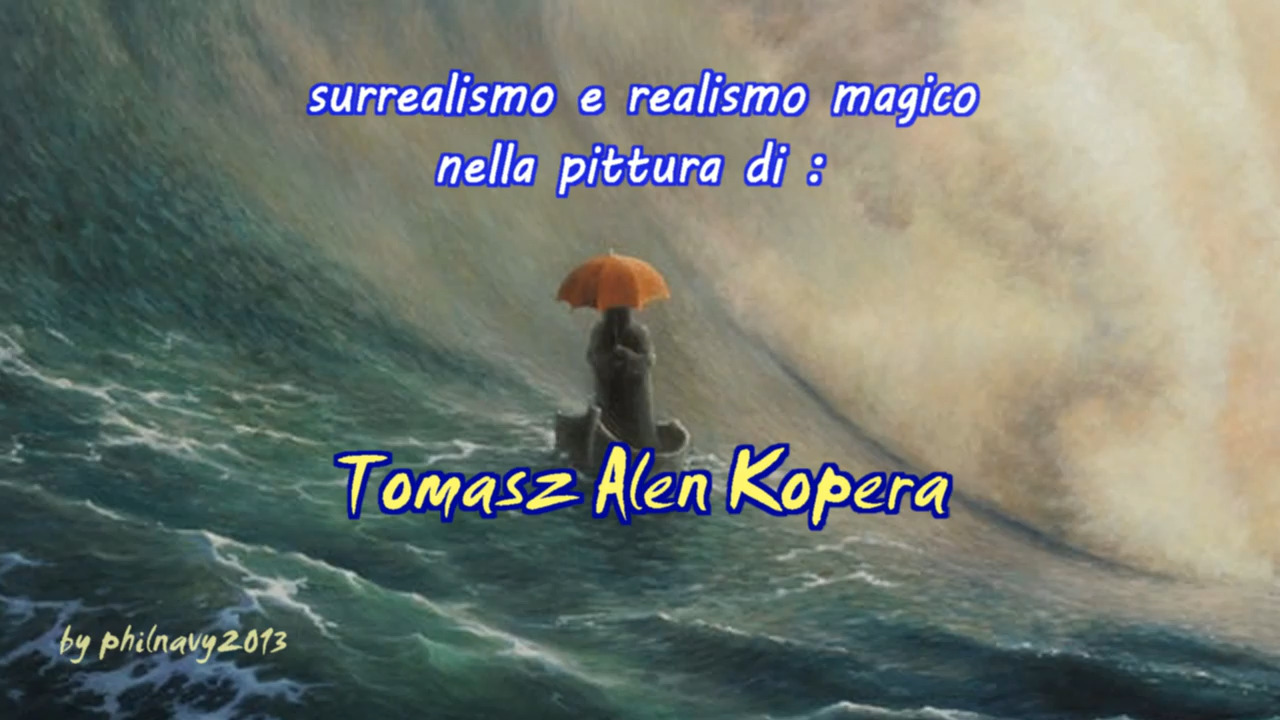 surrealismo e realismo magico
nella pittura di :
Tomasz Alen Kopera
by philnavy2013